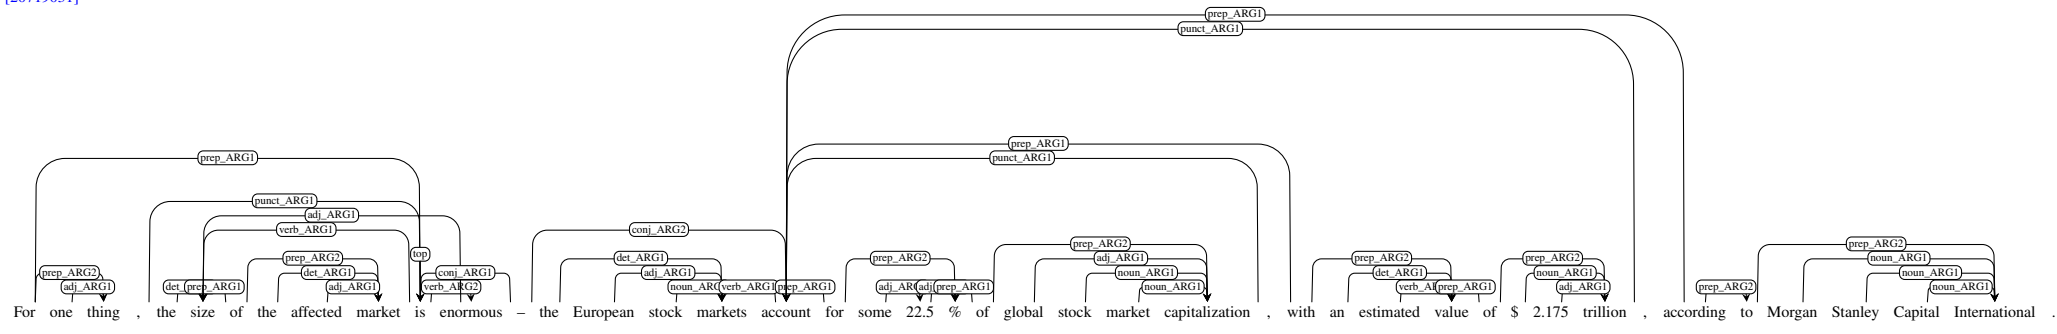 [20719031]
prep_ARG1
punct_ARG1
prep_ARG1
prep_ARG1 punct_ARG1
punct_ARG1
adj_ARG1
verb_ARG1 conj_ARG2
prep_ARG2
top
prep_ARG2 det_ARG1 prep_ARG2 prep_ARG2 prep_ARG2
adj_ARG1
prep_ARG2 det_ARG1 conj_ARG1 adj_ARG1 noun_ARG1 det_ARG1 noun_ARG1 noun_ARG1
adj_ARG1 prep_ARG1 adj_ARG1 verb_ARG2 verb_ARG1 prep_ARG1 prep_ARG1 noun_ARG1 prep_ARG1 adj_ARG1 prep_ARG2 noun_ARG1
For one thing , the size of the affected market is enormous – the European stock markets account for some 22.5 % of global stock market capitalization , with an estimated value of $ 2.175 trillion , according to Morgan Stanley Capital International .